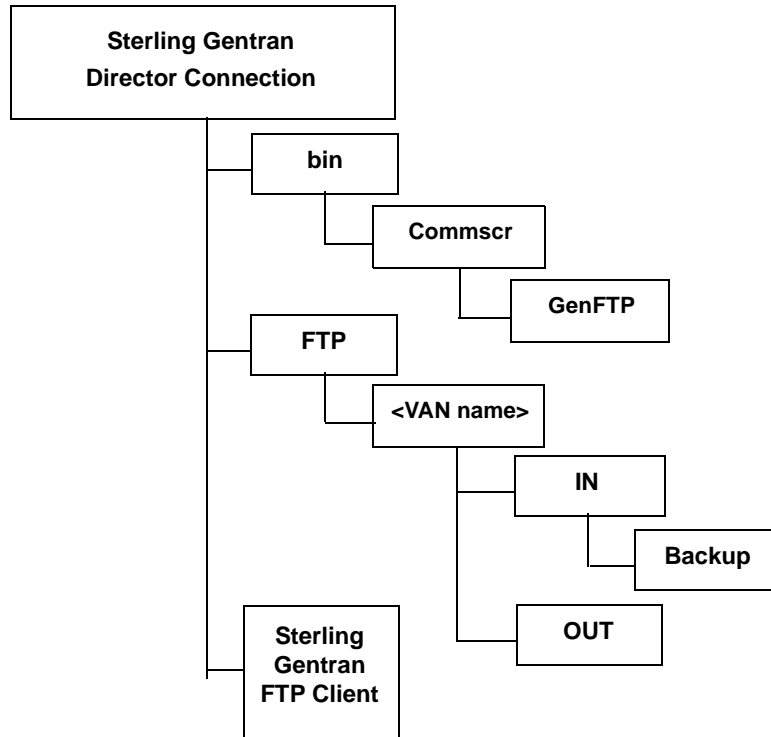 Sterling Gentran
Director Connection
bin
Commscr
GenFTP
FTP
<VAN name>
IN
Backup
OUT
Sterling
Gentran
FTP Client